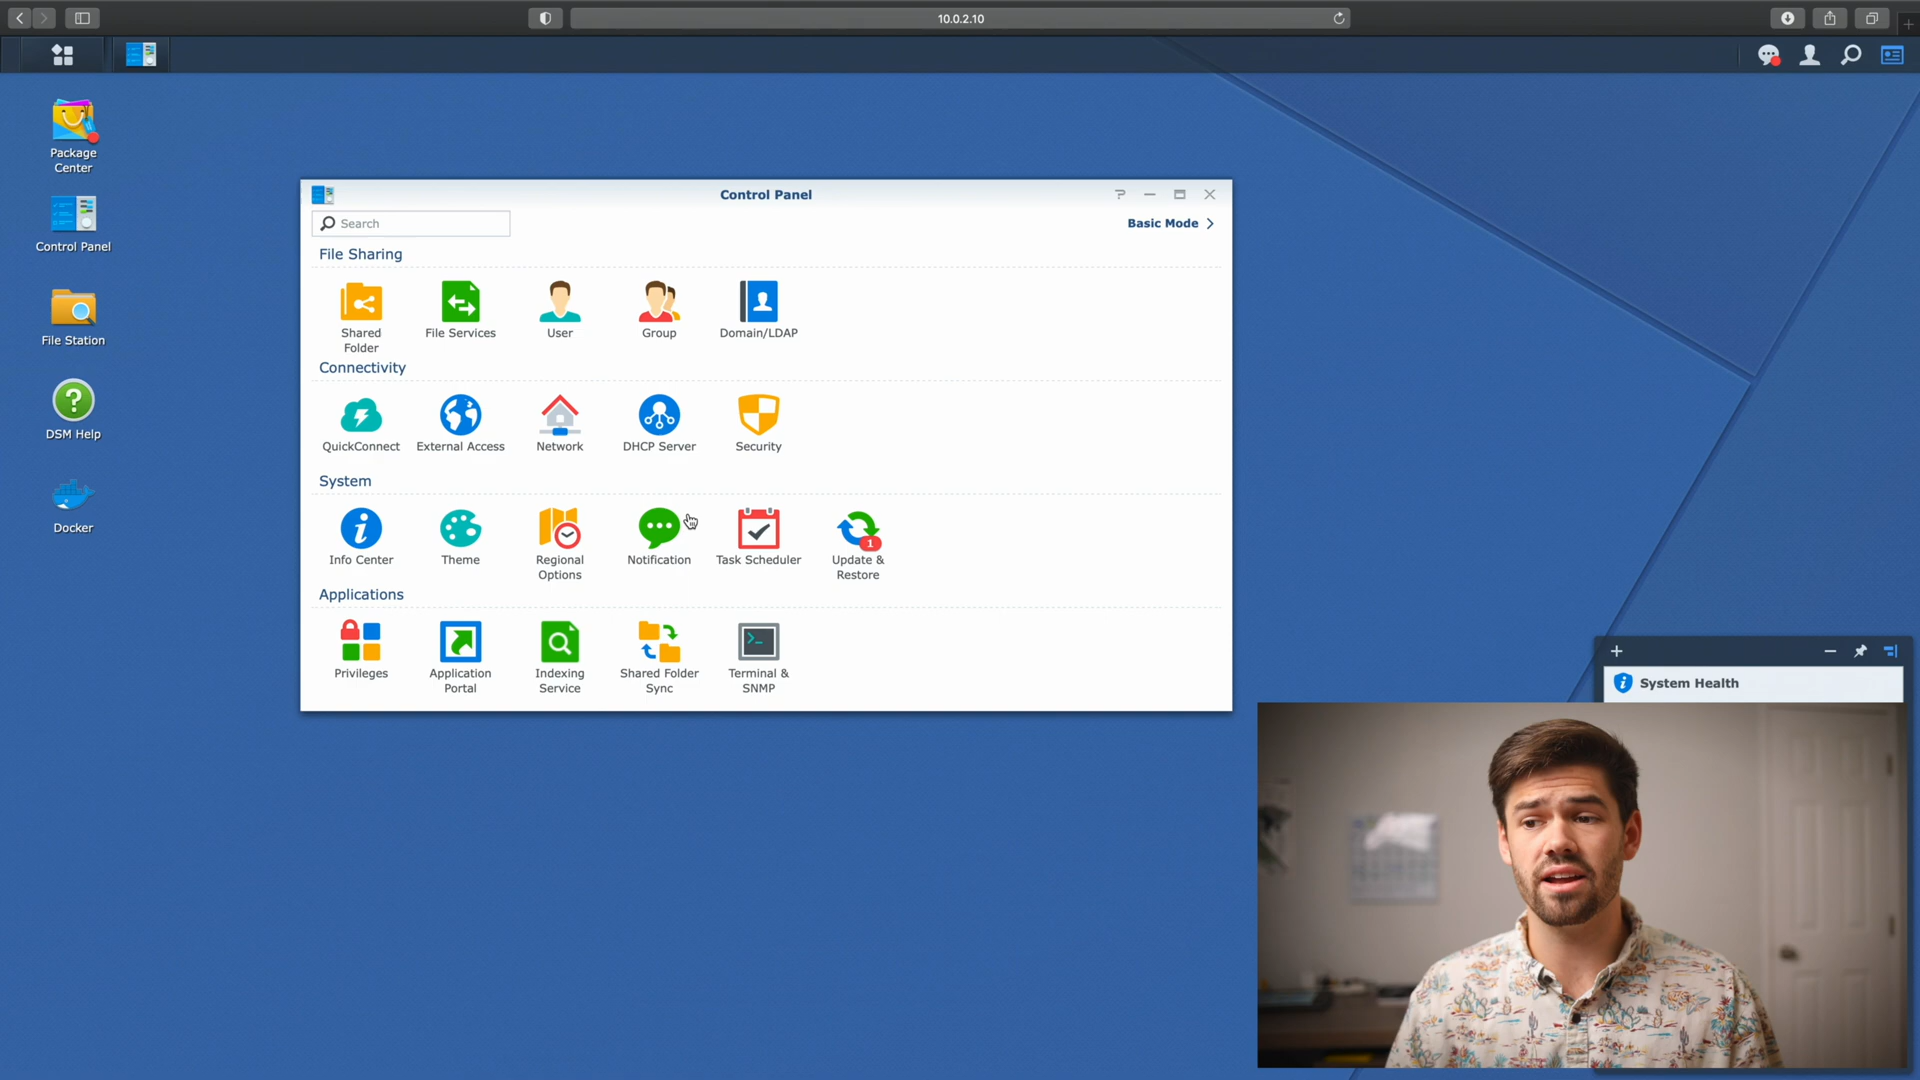 10.0.2.10
Package
Center
Control Panel
File Station
DSM Help
Docker
Control Panel
Search
Basic Mode
File Sharing
Shared
Folder
File Services
User
Group
Domain/LDAP
Connectivity
QuickConnect
External Access
Network
DHCP Server
Security
System
Info Center
Theme
Regional
Options
Notification
Task Scheduler
1
Update &
Restore
Applications
Privileges
Application
Portal
Indexing
Service
Shared Folder
Sync
Terminal &
SNMP
System Health